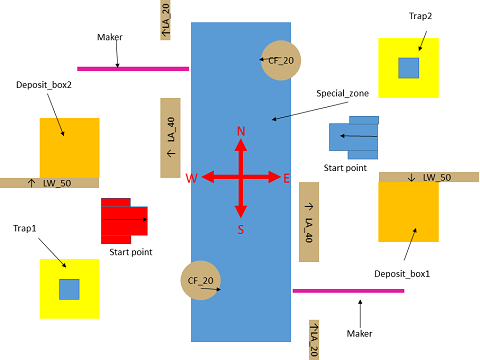 LA_20
Trap2
Maker
CF_20
Deposit_box2
Special_zone
LA_40
N
Start point
W
E
LW_50
LW_50
S
LA_40
Trap1
Start point
Deposit_box1
CF_20
Maker
LA_20